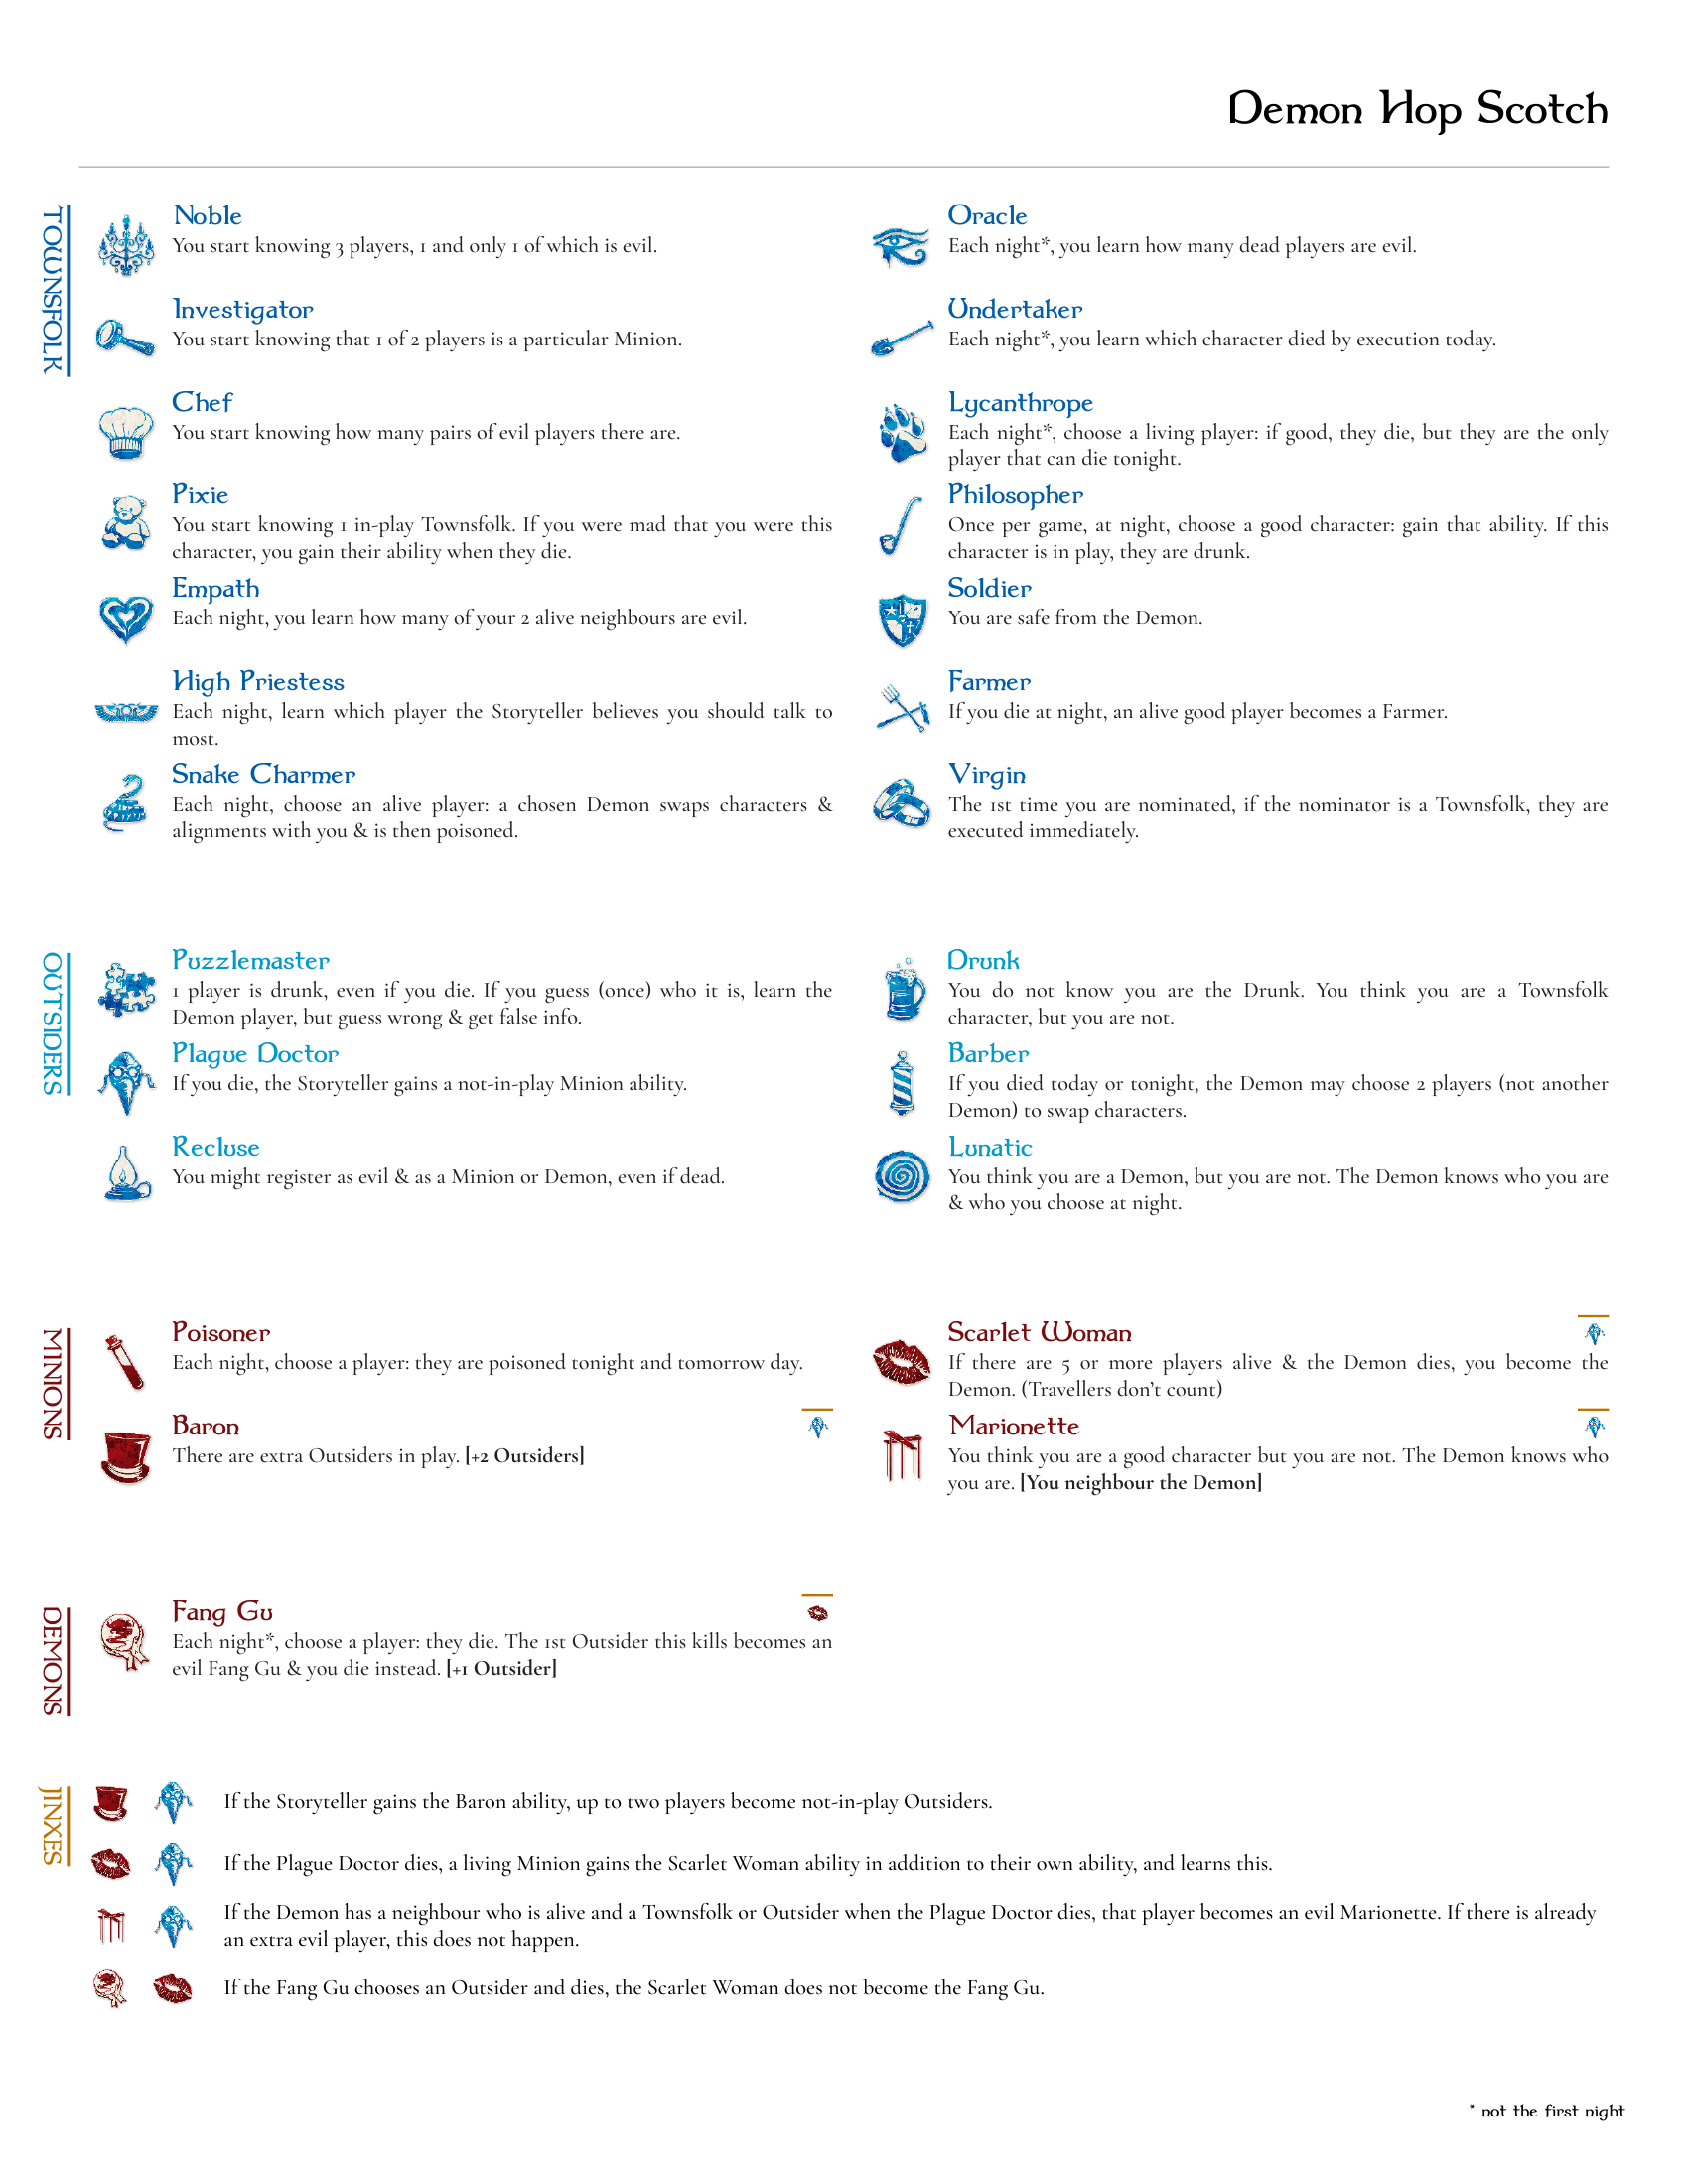 Demon Hop Scotch
TOWNSFOLK
Noble
You start knowing 3 players, 1 and only 1 of which is evil.
Investigator
You start knowing that 1 of 2 players is a particular Minion.
Chef
You start knowing how many pairs of evil players there are.
Pixie
You start knowing 1 in-play Townsfolk. If you were mad that you were this
character, you gain their ability when they die.
Empath
Each night, you learn how many of your 2 alive neighbours are evil.
High Priestess
Each night, learn which player the Storyteller believes you should talk to
most.
Snake Charmer
Each night, choose an alive player: a chosen Demon swaps characters &
alignments with you & is then poisoned.
Oracle
Each night*, you learn how many dead players are evil.
Undertaker
Each night*, you learn which character died by execution today.
Lycanthrope
Each night*, choose a living player: if good, they die, but they are the only
player that can die tonight.
Philosopher
Once per game, at night, choose a good character: gain that ability. If this
character is in play, they are drunk.
Soldier
You are safe from the Demon.
Farmer
If you die at night, an alive good player becomes a Farmer.
Virgin
The 1st time you are nominated, if the nominator is a Townsfolk, they are
executed immediately.
OUTSIDERS
Puzzlemaster
1 player is drunk, even if you die. If you guess (once) who it is, learn the
Demon player, but guess wrong & get false info.
Plague Doctor
If you die, the Storyteller gains a not-in-play Minion ability.
Recluse
You might register as evil & as a Minion or Demon, even if dead.
Drunk
You do not know you are the Drunk. You think you are a Townsfolk
character, but you are not.
Barber
If you died today or tonight, the Demon may choose 2 players (not another
Demon) to swap characters.
Lunatic
You think you are a Demon, but you are not. The Demon knows who you are
& who you choose at night.
MINIONS
Poisoner
Each night, choose a player: they are poisoned tonight and tomorrow day.
Baron
There are extra Outsiders in play. [+2 Outsiders]
Scarlet Woman
If there are 5 or more players alive & the Demon dies, you become the
Demon. (Travellers don't count)
Marionette
You think you are a good character but you are not. The Demon knows who
you are. [You neighbour the Demon]
DEMONS
Fang Gu
Each night*, choose a player: they die. The 1st Outsider this kills becomes an
evil Fang Gu & you die instead. [+1 Outsider]
JINXES
If the Storyteller gains the Baron ability, up to two players become not-in-play Outsiders.
If the Plague Doctor dies, a living Minion gains the Scarlet Woman ability in addition to their own ability, and learns this.
If the Demon has a neighbour who is alive and a Townsfolk or Outsider when the Plague Doctor dies, that player becomes an evil Marionette. If there is already
an extra evil player, this does not happen.
If the Fang Gu chooses an Outsider and dies, the Scarlet Woman does not become the Fang Gu.
* not the first night